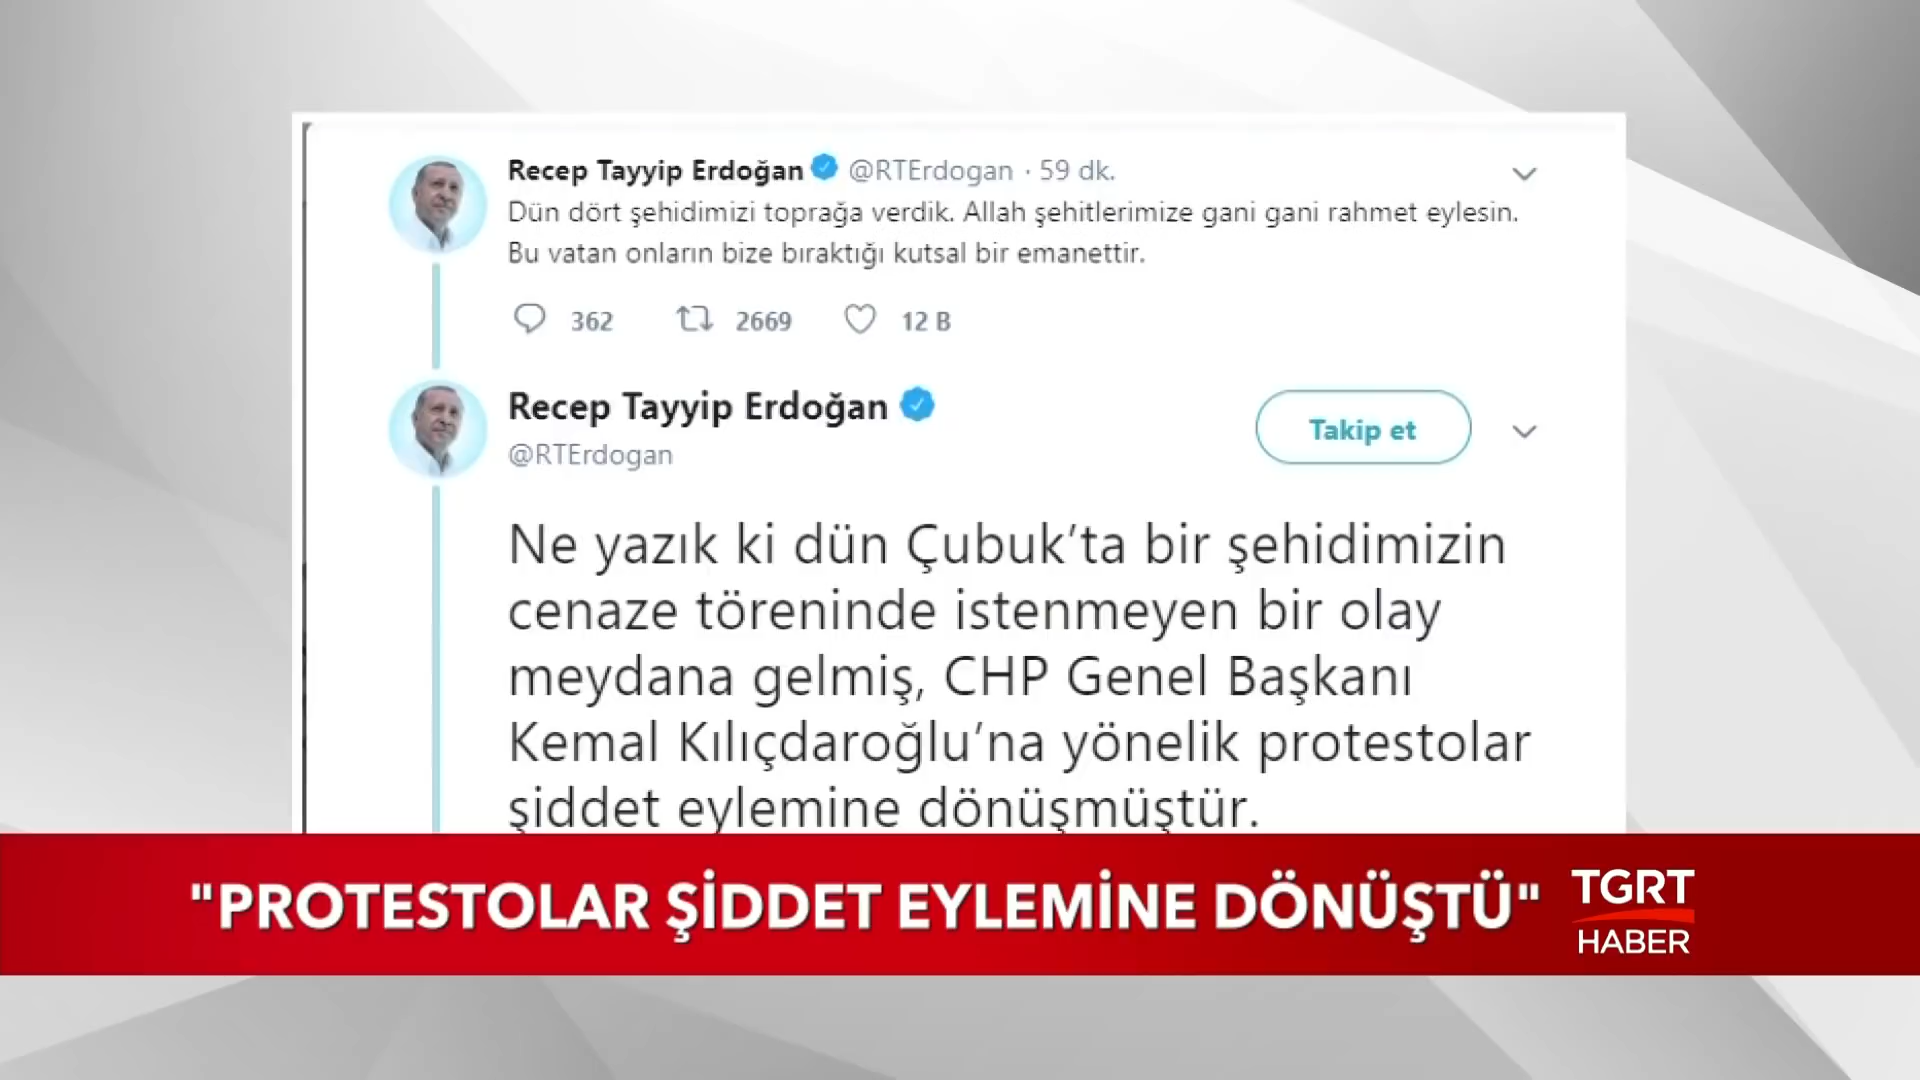 Recep Tayyip Erdoğan @RTErdogan · 59 dk.
Dün dört şehidimizi toprağa verdik. Allah şehitlerimize gani gani rahmet eylesin.
Bu vatan onların bize bıraktığı kutsal bir emanettir.
362 2669 12 B
Recep Tayyip Erdoğan
@RTErdogan
Takip et
Ne yazık ki dün Çubuk’ta bir şehidimizin
cenaze töreninde istenmeyen bir olay
meydana gelmiş, CHP Genel Başkanı
Kemal Kılıçdaroğlu’na yönelik protestolar
şiddet eylemine dönüşmüştür.
"PROTESTOLAR ŞİDDET EYLEMİNE DÖNÜŞTÜ"
TGRT
HABER